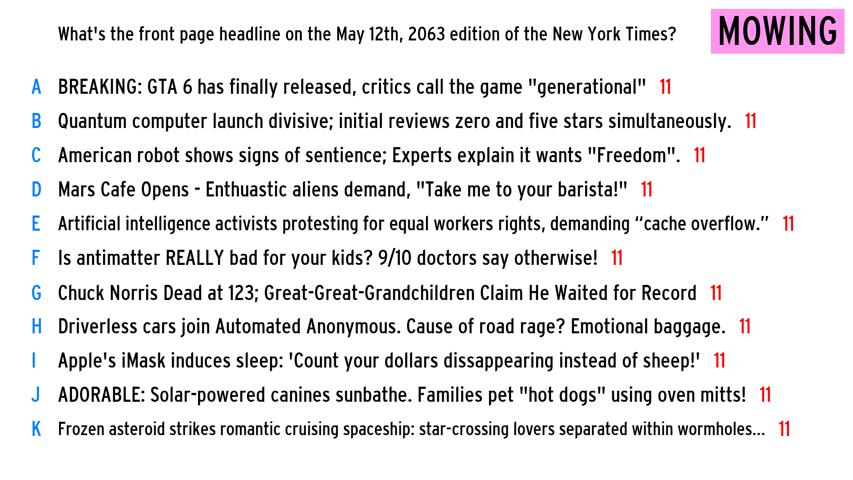 What's the front page headline on the May 12th, 2063 edition of the New York Times?
MOWING
A BREAKING: GTA 6 has finally released, critics call the game "generational" 11
B Quantum computer launch divisive; initial reviews zero and five stars simultaneously. 11
C American robot shows signs of sentience; Experts explain it wants "Freedom". 11
D Mars Cafe Opens - Enthuastic aliens demand, "Take me to your barista!" 11
E Artificial intelligence activists protesting for equal workers rights, demanding “cache overflow.” 11
F Is antimatter REALLY bad for your kids? 9/10 doctors say otherwise! 11
G Chuck Norris Dead at 123; Great-Great-Grandchildren Claim He Waited for Record 11
H Driverless cars join Automated Anonymous. Cause of road rage? Emotional baggage. 11
I Apple's iMask induces sleep: 'Count your dollars dissappearing instead of sheep!' 11
J ADORABLE: Solar-powered canines sunbathe. Families pet "hot dogs" using oven mitts! 11
K Frozen asteroid strikes romantic cruising spaceship: star-crossing lovers separated within wormholes... 11